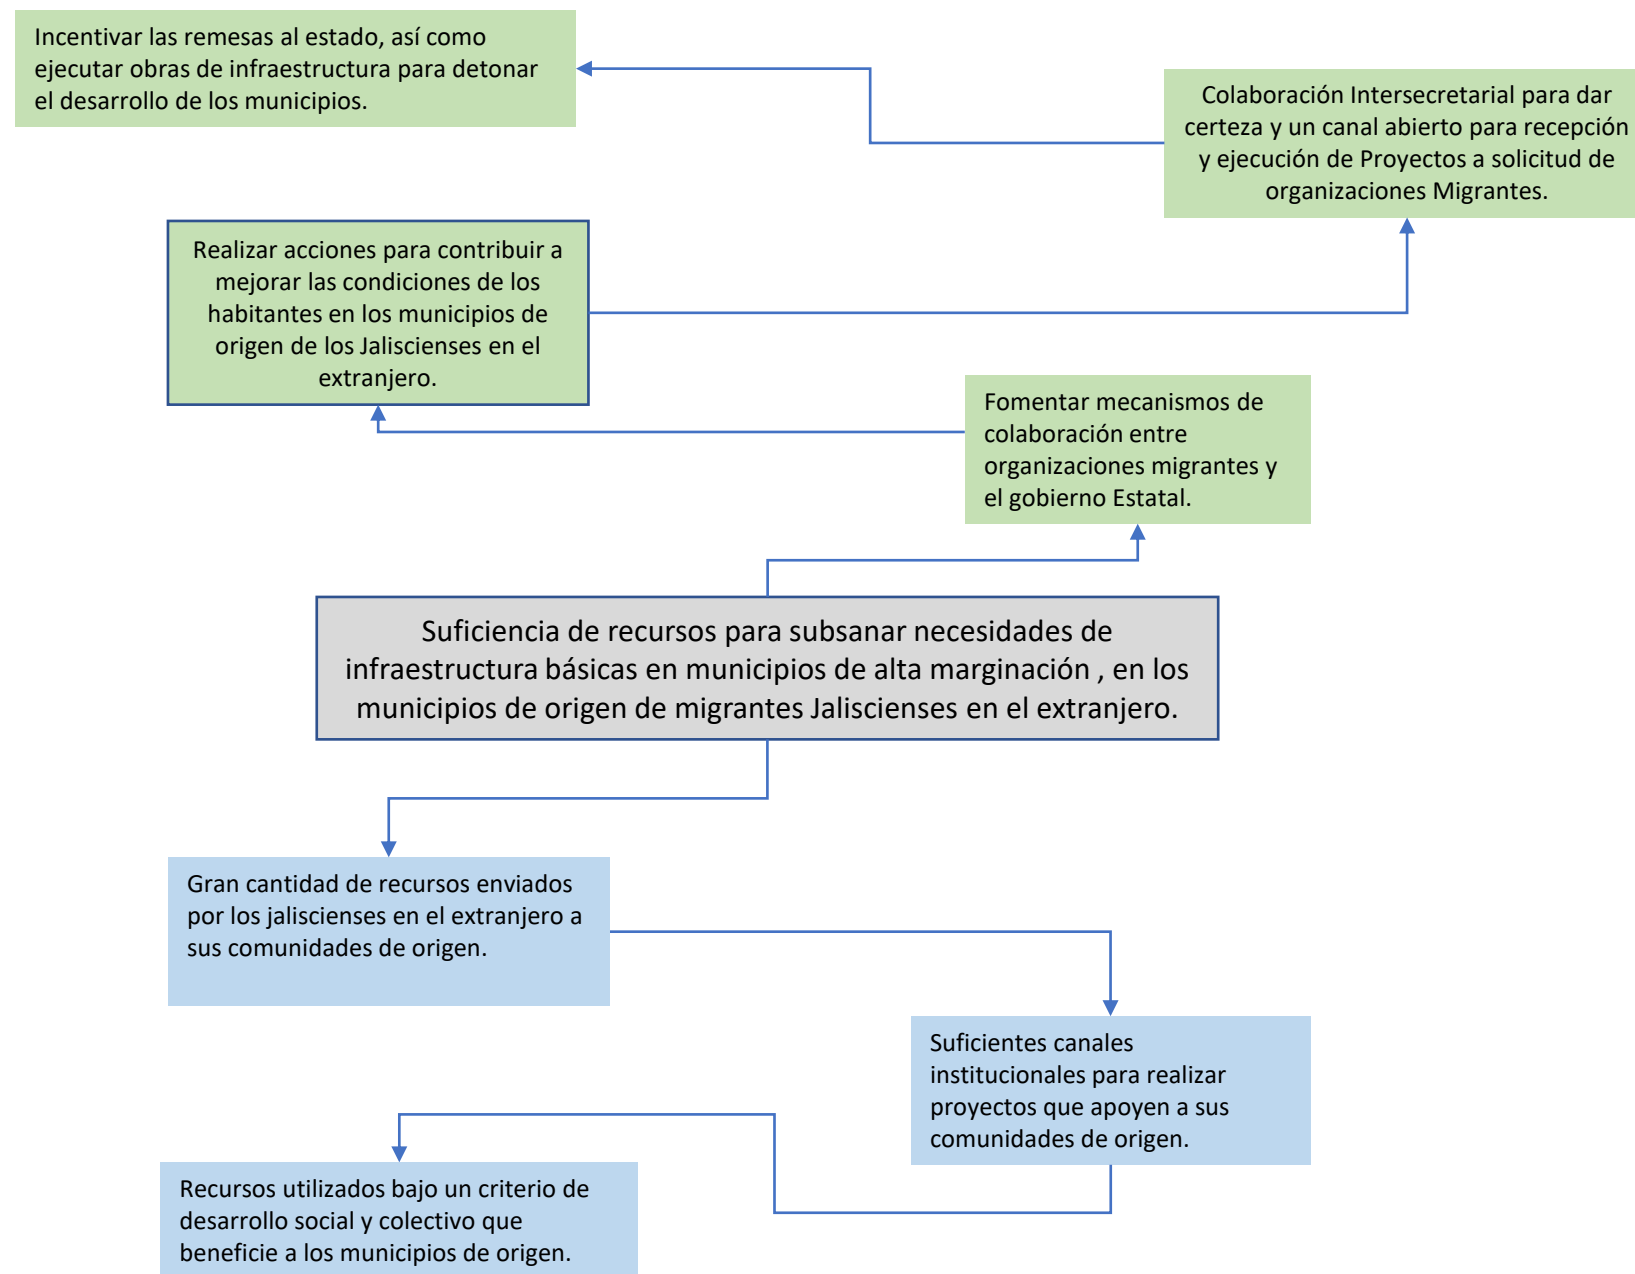 Incentivar las remesas al estado, así como
ejecutar obras de infraestructura para detonar
el desarrollo de los municipios.
Colaboración Intersecretarial para dar
certeza y un canal abierto para recepción
y ejecución de Proyectos a solicitud de
organizaciones Migrantes.
Realizar acciones para contribuir a
mejorar las condiciones de los
habitantes en los municipios de
origen de los Jaliscienses en el
extranjero.
Fomentar mecanismos de
colaboración entre
organizaciones migrantes y
el gobierno Estatal.
Suficiencia de recursos para subsanar necesidades de
infraestructura básicas en municipios de alta marginación , en los
municipios de origen de migrantes Jaliscienses en el extranjero.
Gran cantidad de recursos enviados
por los jaliscienses en el extranjero a
sus comunidades de origen.
Suficientes canales
institucionales para realizar
proyectos que apoyen a sus
comunidades de origen.
Recursos utilizados bajo un criterio de
desarrollo social y colectivo que
beneficie a los municipios de origen.